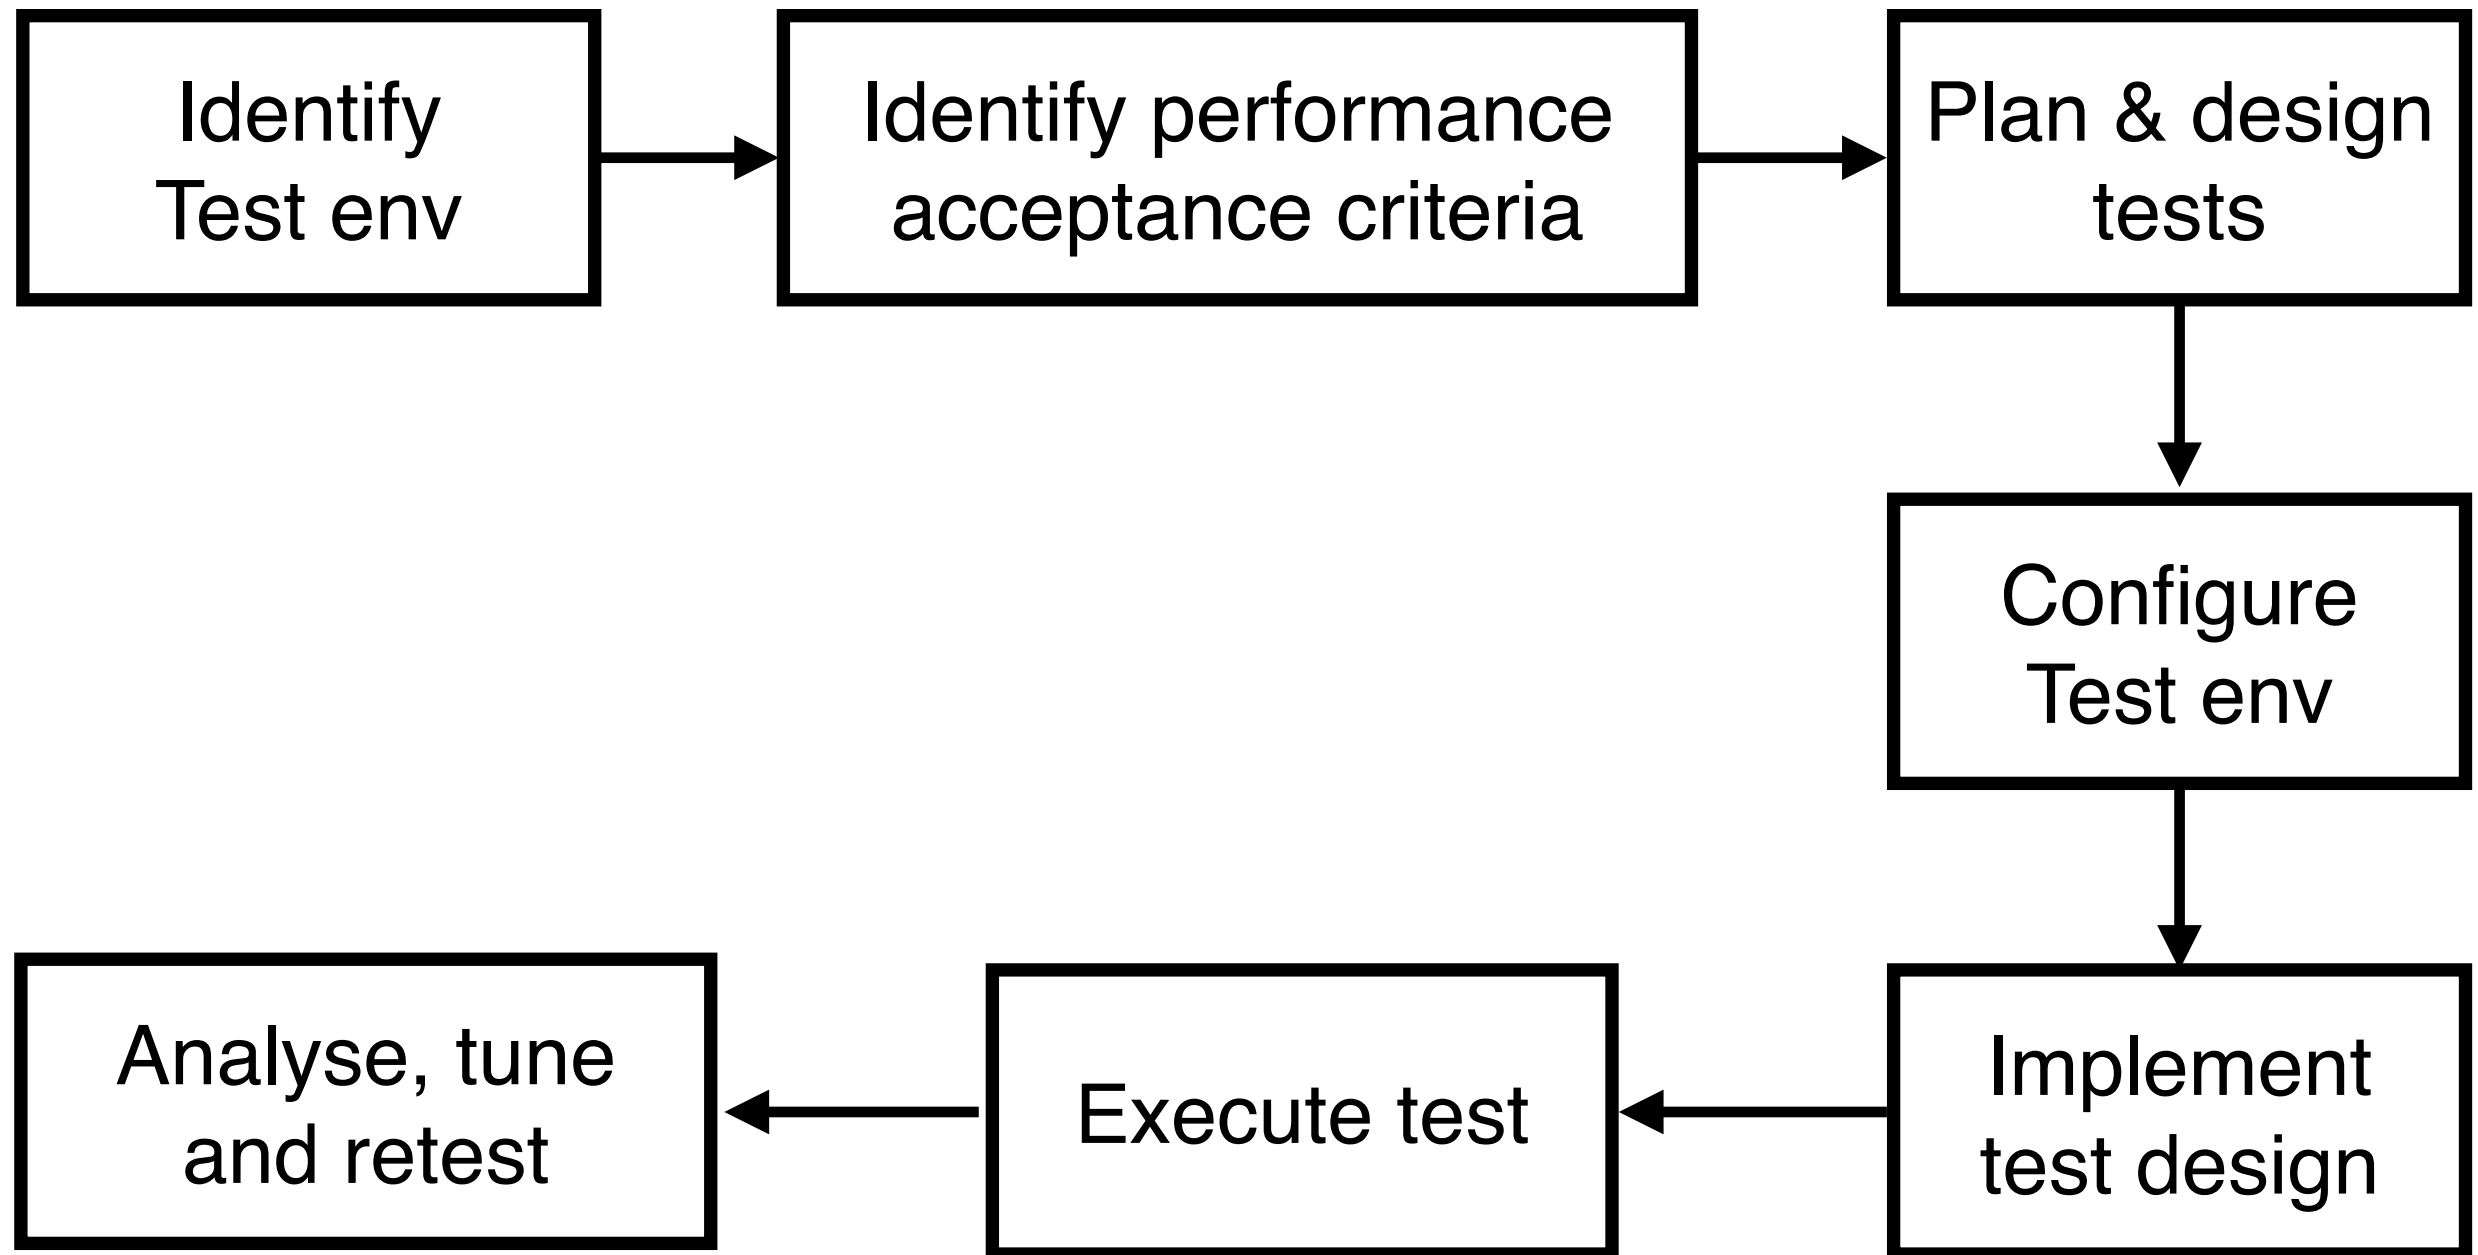 Identify
Test env
Identify performance
acceptance criteria
Plan & design
tests
Configure
Test env
Implement
test design
Execute test
Analyse, tune
and retest